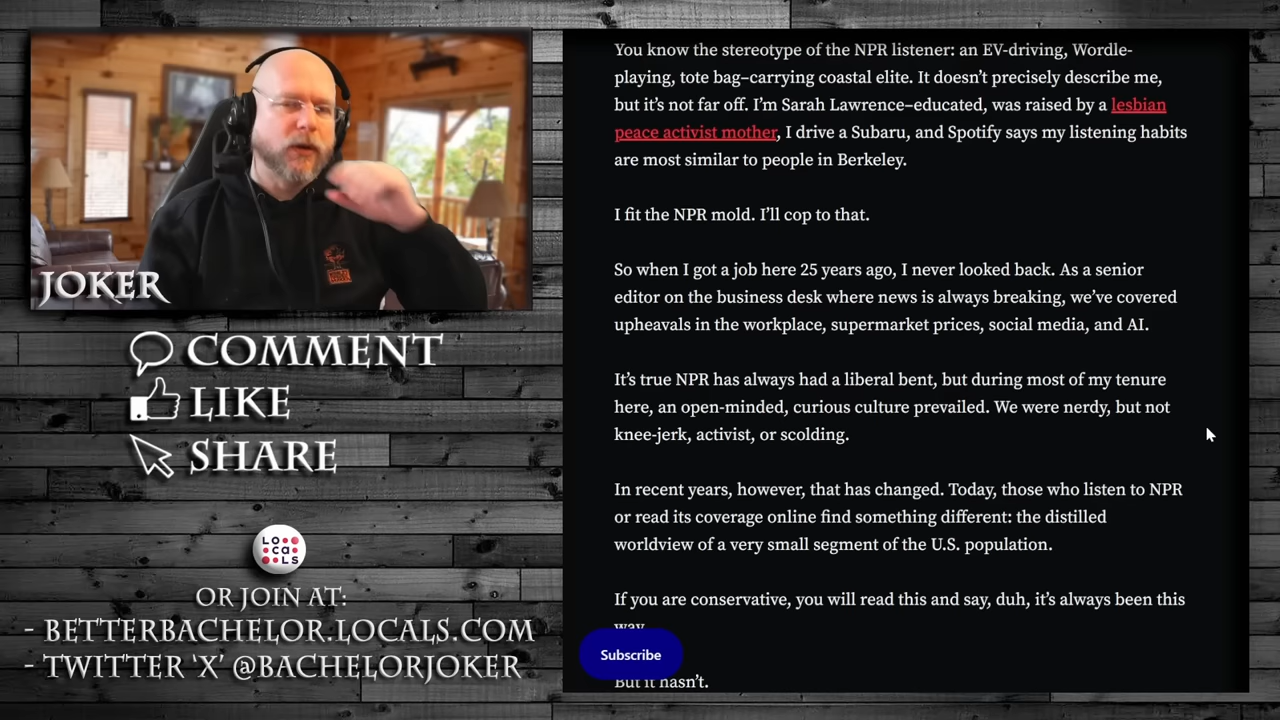 JOKER
COMMENT
LIKE
SHARE
LOCALS
OR JOIN AT:
- BETTERBACHELOR.LOCALS.COM
- TWITTER 'X' @BACHELORJOKER
You know the stereotype of the NPR listener: an EV-driving, Wordle-
playing, tote bag–carrying coastal elite. It doesn’t precisely describe me,
but it’s not far off. I’m Sarah Lawrence–educated, was raised by a lesbian
peace activist mother, I drive a Subaru, and Spotify says my listening habits
are most similar to people in Berkeley.
I fit the NPR mold. I’ll cop to that.
So when I got a job here 25 years ago, I never looked back. As a senior
editor on the business desk where news is always breaking, we’ve covered
upheavals in the workplace, supermarket prices, social media, and AI.
It’s true NPR has always had a liberal bent, but during most of my tenure
here, an open-minded, curious culture prevailed. We were nerdy, but not
knee-jerk, activist, or scolding.
In recent years, however, that has changed. Today, those who listen to NPR
or read its coverage online find something different: the distilled
worldview of a very small segment of the U.S. population.
If you are conservative, you will read this and say, duh, it’s always been this
way.
Subscribe
But it hasn’t.